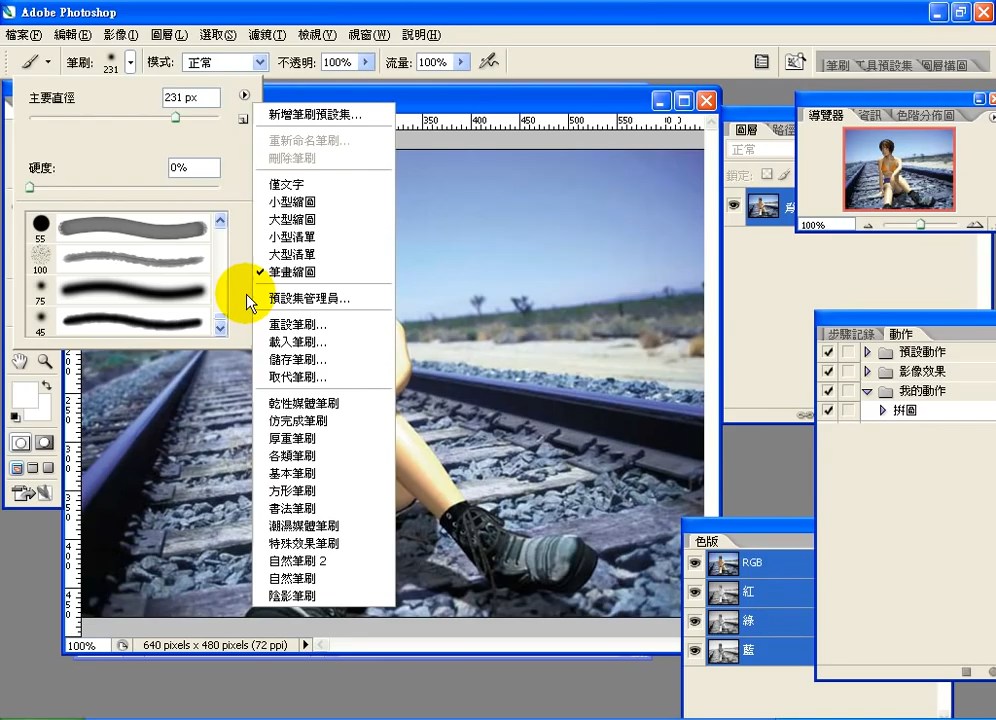 Adobe Photoshop
檔案(F) 編輯(E) 影像(I) 圖層(L) 選取(S) 濾鏡(T) 檢視(V) 視窗(W) 說明(H)
筆刷: 231 模式: 正常 不透明: 100% 流量: 100%
筆刷 工具預設集 圖層構圖
主要直徑 231 px
硬度: 0%
55
100
75
45
新增筆刷預設集...
重新命名筆刷...
刪除筆刷
僅文字
小型縮圖
大型縮圖
小型清單
大型清單
筆畫縮圖
預設集管理員...
重設筆刷...
載入筆刷...
儲存筆刷...
取代筆刷...
乾性媒體筆刷
仿完成筆刷
厚重筆刷
各類筆刷
基本筆刷
方形筆刷
書法筆刷
潮濕媒體筆刷
特殊效果筆刷
自然筆刷 2
自然筆刷
陰影筆刷
350 400 450 500 550
100% 640 pixels x 480 pixels (72 ppi)
圖層 路徑
正常
鎖定:
導覽器 資訊 色階分佈圖
100%
步驟記錄 動作
預設動作
影像效果
我的動作
拼圖
色版
RGB
紅
綠
藍